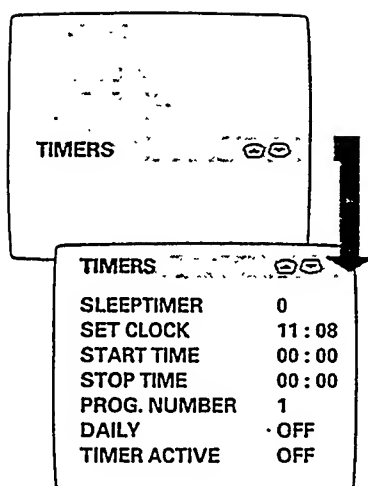 TIMERS
TIMERS
SLEEPTIMER 0
SET CLOCK 11:08
START TIME 00:00
STOP TIME 00:00
PROG. NUMBER 1
DAILY OFF
TIMER ACTIVE OFF